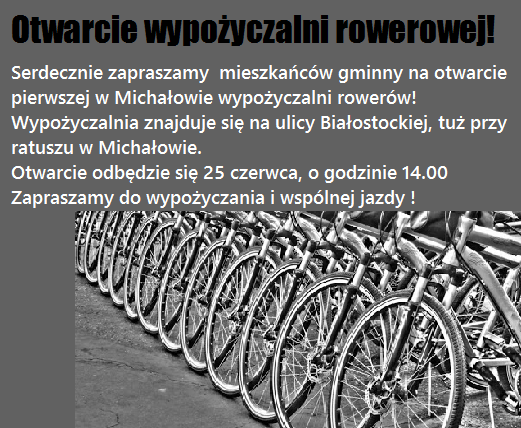 Otwarcie wypożyczalni rowerowej!
Serdecznie zapraszamy  mieszkańców gminny na otwarcie
pierwszej w Michałowie wypożyczalni rowerów!
Wypożyczalnia znajduje się na ulicy Białostockiej, tuż przy
ratuszu w Michałowie.
Otwarcie odbędzie się 25 czerwca, o godzinie 14.00
Zapraszamy do wypożyczania i wspólnej jazdy !